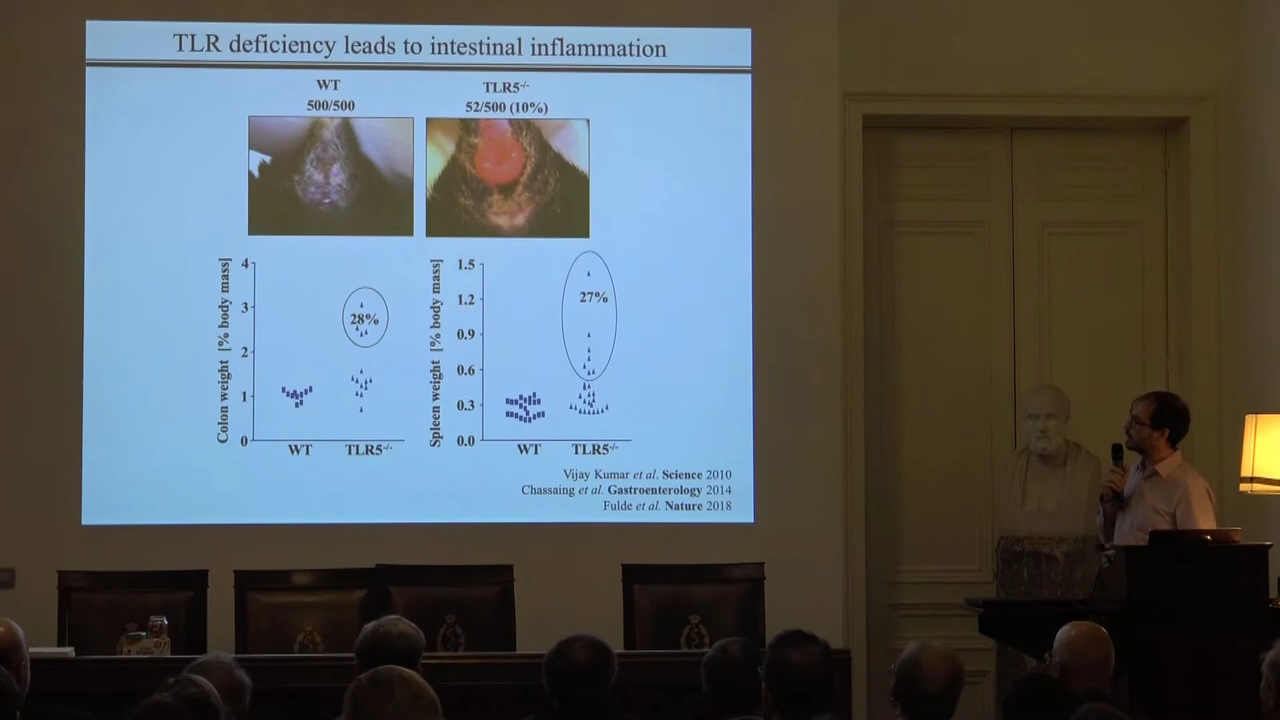 TLR deficiency leads to intestinal inflammation
WT
500/500
TLR5-/-
52/500 (10%)
Colon weight [% body mass]
4
3
2
1
0
28%
WT
TLR5-/-
Spleen weight [% body mass]
1.5
1.2
0.9
0.6
0.3
0.0
27%
WT
TLR5-/-
Vijay Kumar et al. Science 2010
Chassaing et al. Gastroenterology 2014
Fulde et al. Nature 2018